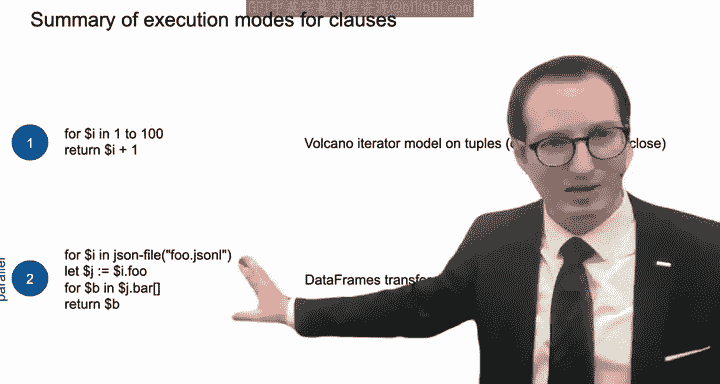 Summary of execution modes for clauses
1
for $i in 1 to 100
return $i + 1
Volcano iterator model on tuples (
close)
parallel
2
for $i in json-file("foo.jsonl")
let $j := $i.foo
for $b in $j.bar[]
return $b
DataFrames